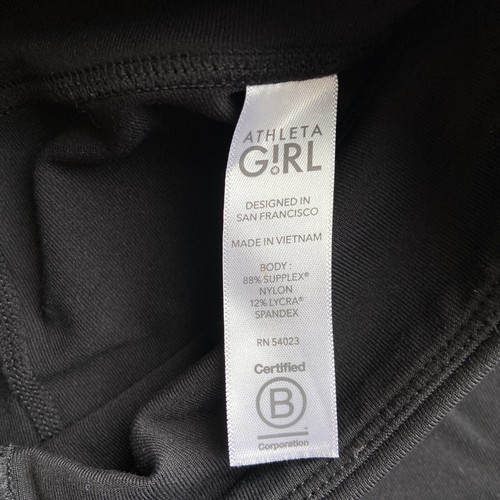 ATHLETA
G!RL
DESIGNED IN
SAN FRANCISCO
MADE IN VIETNAM
BODY :
88% SUPPLEX®
NYLON
12% LYCRA®
SPANDEX
RN 54023
Certified
B
Corporation